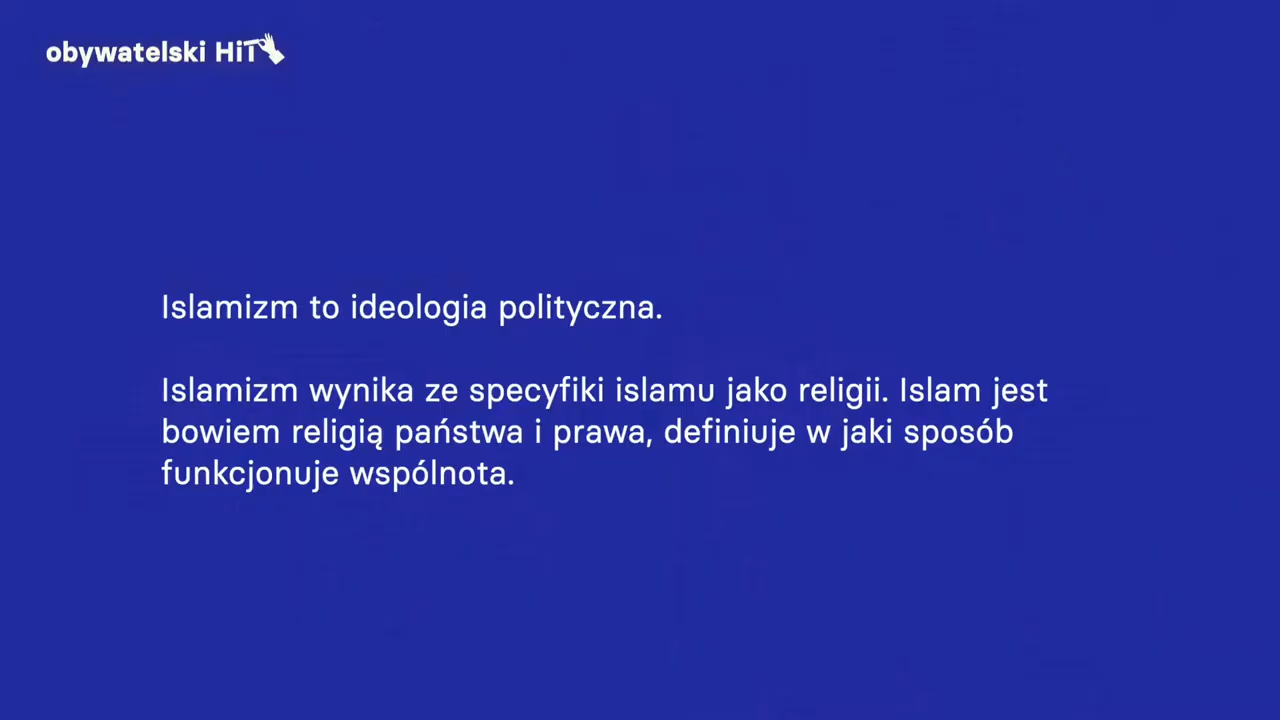 obywatelski HiT
Islamizm to ideologia polityczna.
Islamizm wynika ze specyfiki islamu jako religii. Islam jest
bowiem religią państwa i prawa, definiuje w jaki sposób
funkcjonuje wspólnota.